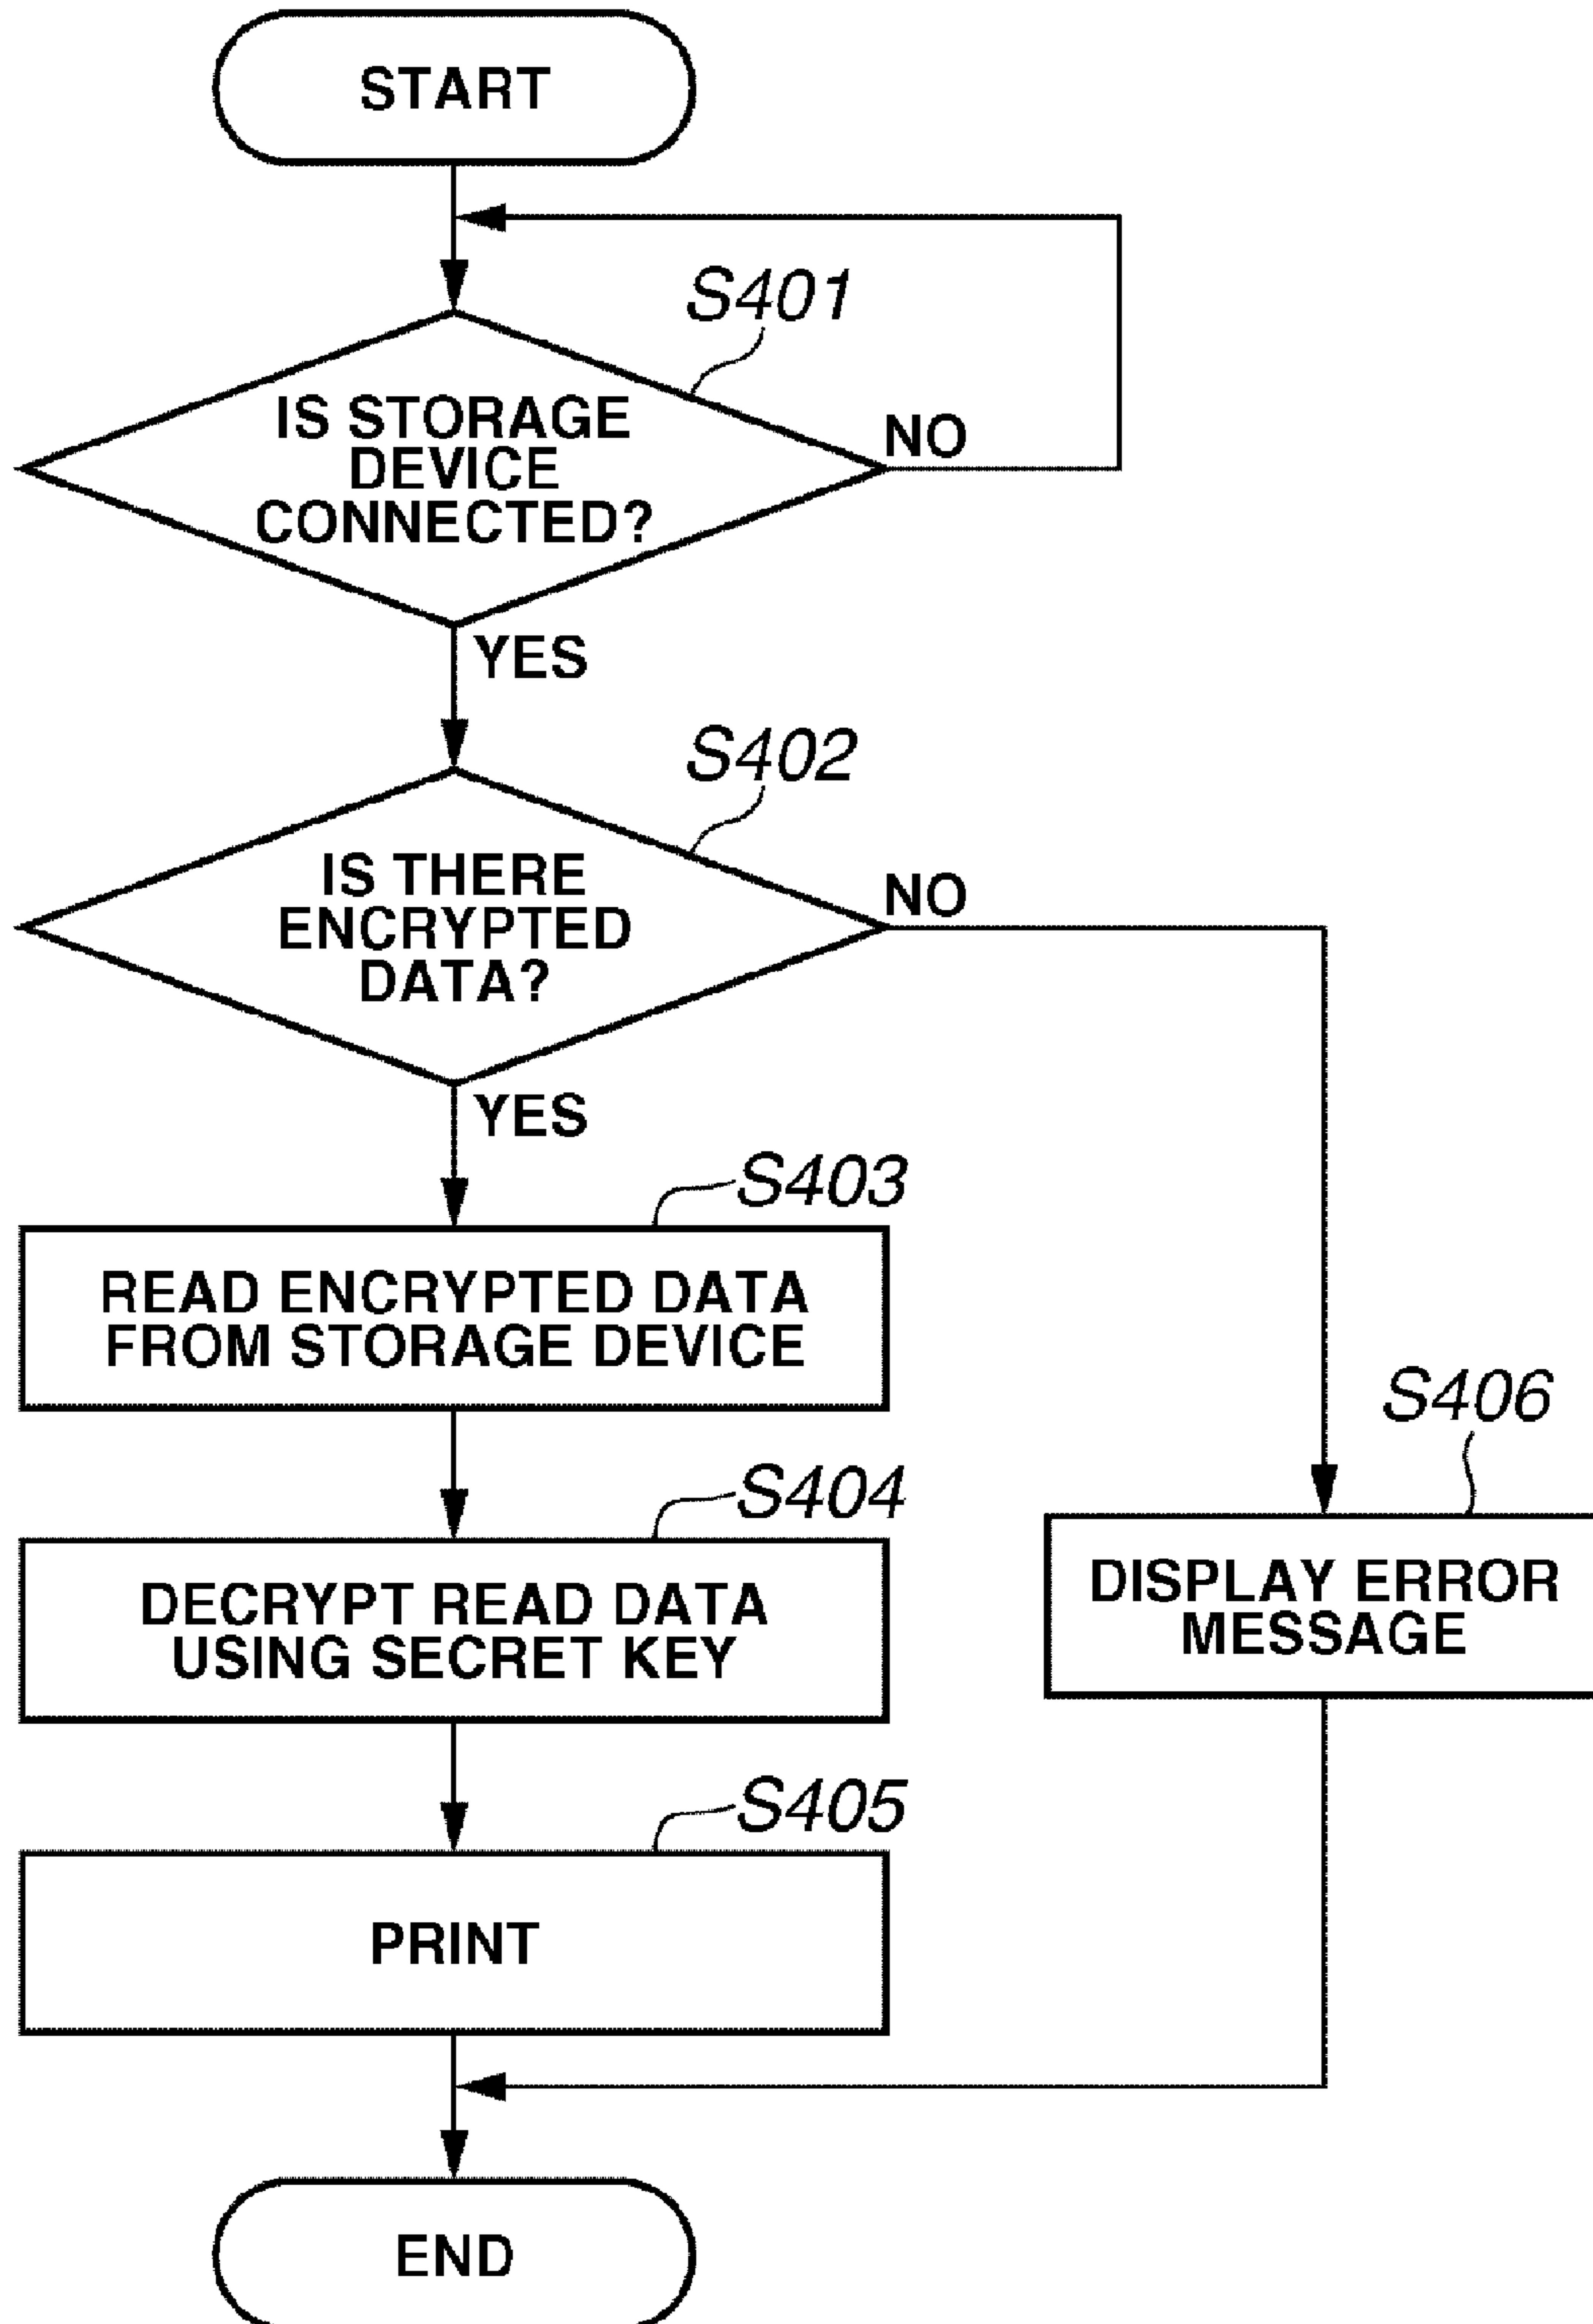 START
S401
IS STORAGE
DEVICE
CONNECTED?
NO
YES
S402
IS THERE
ENCRYPTED
DATA?
NO
YES
S403
READ ENCRYPTED DATA
FROM STORAGE DEVICE
S404
DECRYPT READ DATA
USING SECRET KEY
S406
DISPLAY ERROR
MESSAGE
S405
PRINT
END